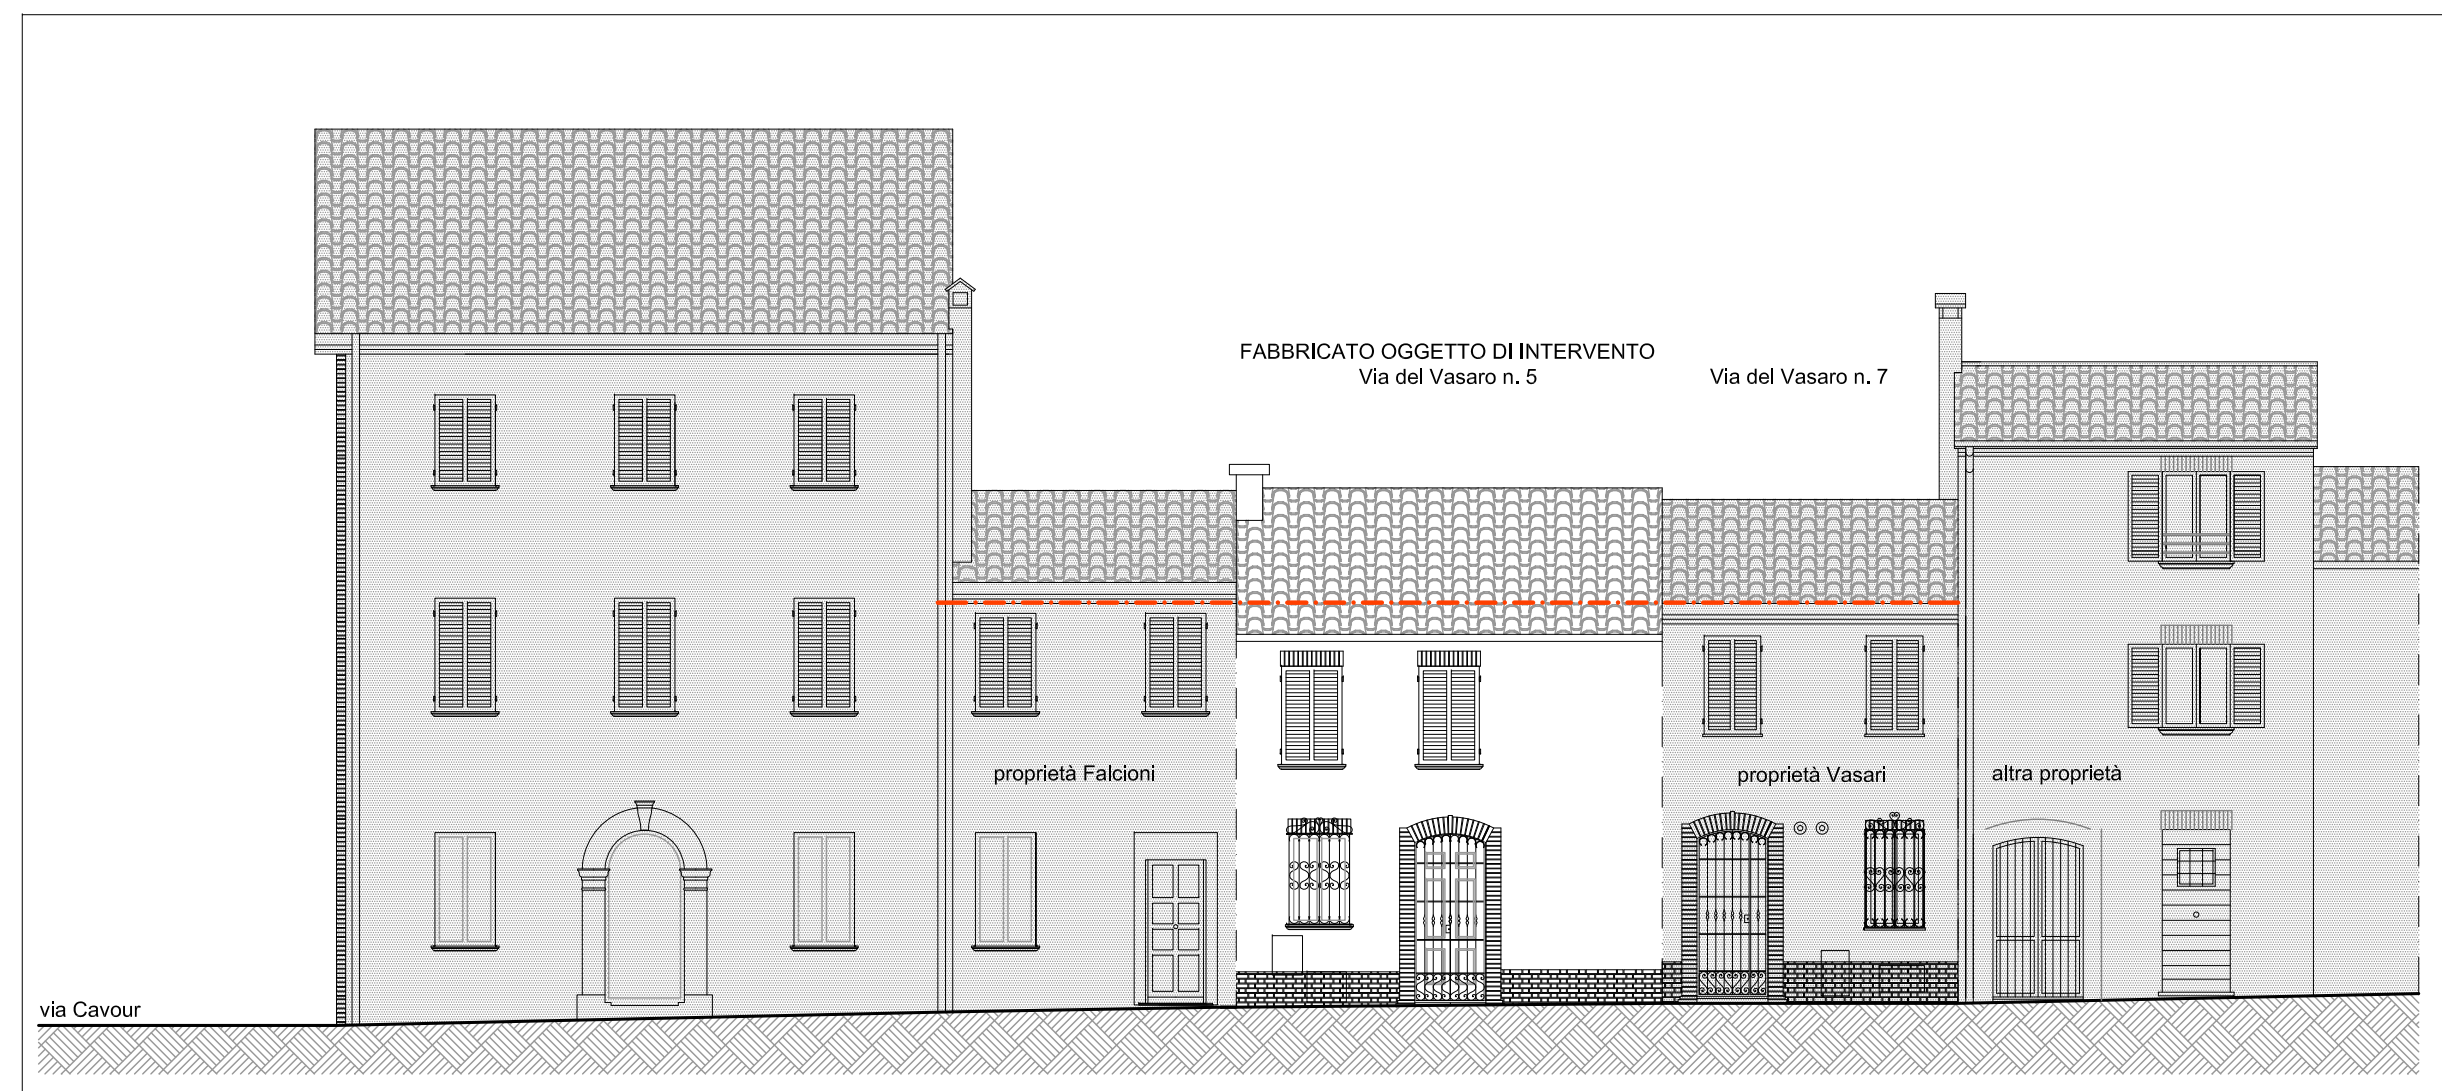 FABBRICATO OGGETTO DI INTERVENTO
Via del Vasaro n. 5
Via del Vasaro n. 7
proprietà Falcioni
proprietà Vasari
altra proprietà
via Cavour